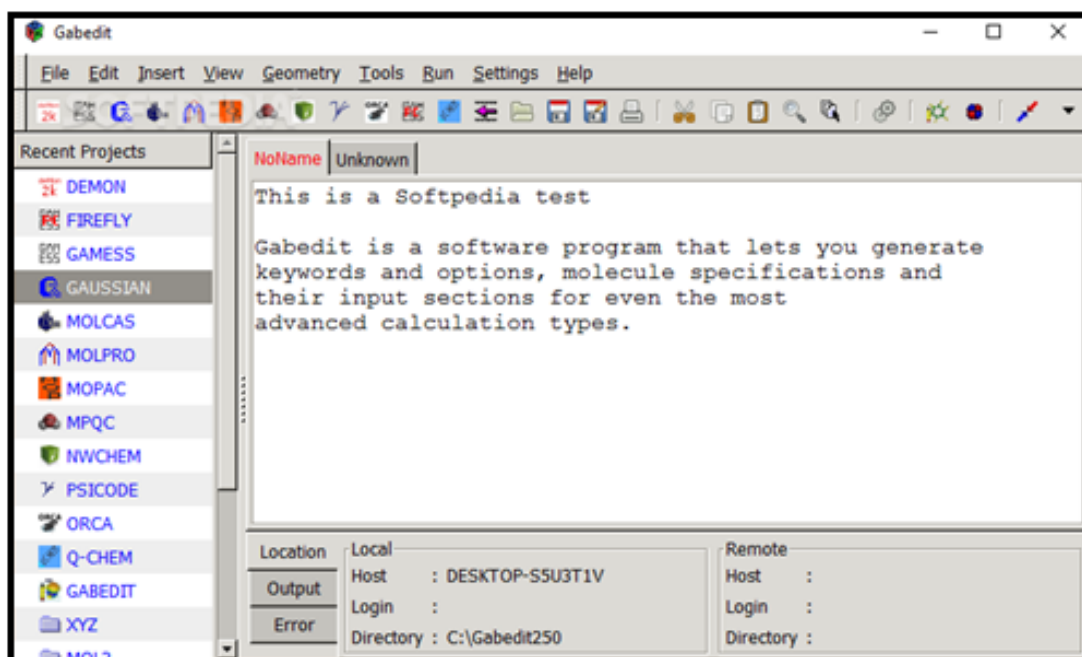 Gabedit
File Edit Insert View Geometry Tools Run Settings Help
Recent Projects
DEMON
FIREFLY
GAMESS
GAUSSIAN
MOLCAS
MOLPRO
MOPAC
MPQC
NWCHEM
PSICODE
ORCA
Q-CHEM
GABEDIT
XYZ
NoName Unknown
This is a Softpedia test
Gabedit is a software program that lets you generate
keywords and options, molecule specifications and
their input sections for even the most
advanced calculation types.
Location
Output
Error
Local
Host : DESKTOP-S5U3T1V
Login :
Directory : C:\Gabedit250
Remote
Host :
Login :
Directory :